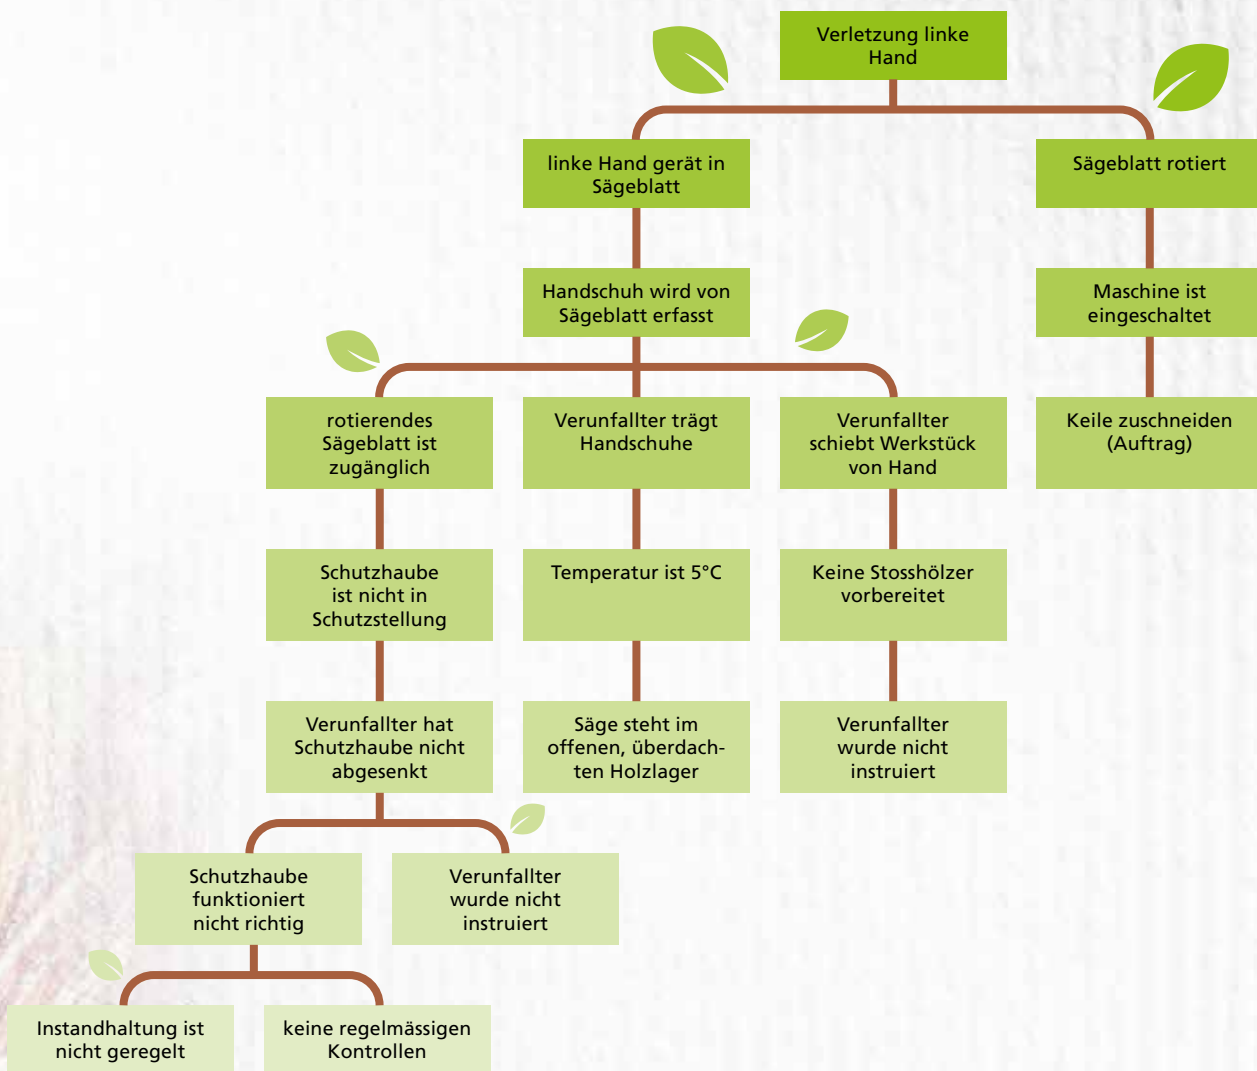 Verletzung linke
Hand
linke Hand gerät in
Sägeblatt
Sägeblatt rotiert
Handschuh wird von
Sägeblatt erfasst
Maschine ist
eingeschaltet
rotierendes
Sägeblatt ist
zugänglich
Verunfallter trägt
Handschuhe
Verunfallter
schiebt Werkstück
von Hand
Keile zuschneiden
(Auftrag)
Schutzhaube
ist nicht in
Schutzstellung
Temperatur ist 5°C
Keine Stosshölzer
vorbereitet
Verunfallter hat
Schutzhaube nicht
abgesenkt
Säge steht im
offenen, überdach-
ten Holzlager
Verunfallter
wurde nicht
instruiert
Schutzhaube
funktioniert
nicht richtig
Verunfallter
wurde nicht
instruiert
Instandhaltung ist
nicht geregelt
keine regelmässigen
Kontrollen